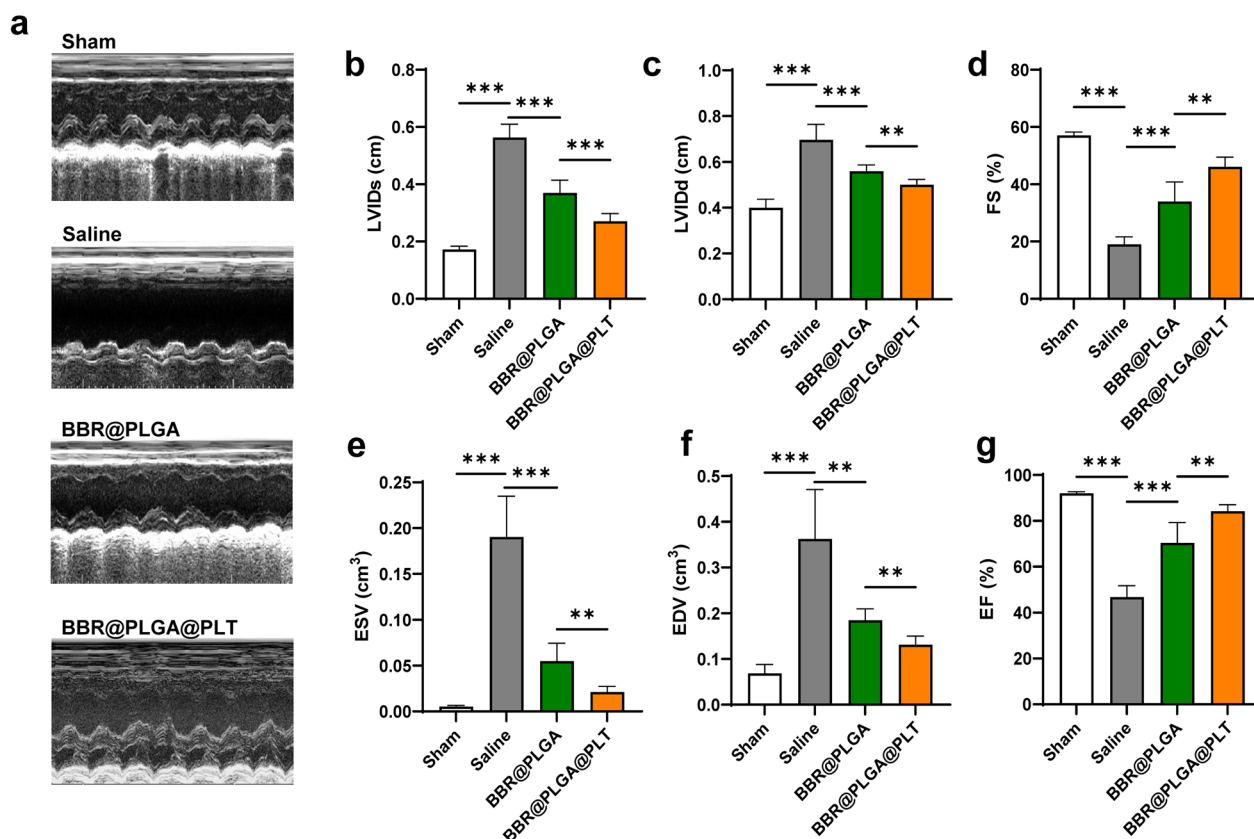 a
Sham
Saline
BBR@PLGA
BBR@PLGA@PLT
b
LVIDs (cm)
0.8
0.6
0.4
0.2
0.0
***
***
***
Sham
Saline
BBR@PLGA
BBR@PLGA@PLT
c
LVIDd (cm)
1.0
0.8
0.6
0.4
0.2
0.0
***
***
**
Sham
Saline
BBR@PLGA
BBR@PLGA@PLT
d
FS (%)
80
60
40
20
0
***
***
**
Sham
Saline
BBR@PLGA
BBR@PLGA@PLT
e
ESV (cm³)
0.25
0.20
0.15
0.10
0.05
0.00
***
***
**
Sham
Saline
BBR@PLGA
BBR@PLGA@PLT
f
EDV (cm³)
0.5
0.4
0.3
0.2
0.1
0.0
***
**
**
Sham
Saline
BBR@PLGA
BBR@PLGA@PLT
g
EF (%)
100
80
60
40
20
0
***
***
**
Sham
Saline
BBR@PLGA
BBR@PLGA@PLT